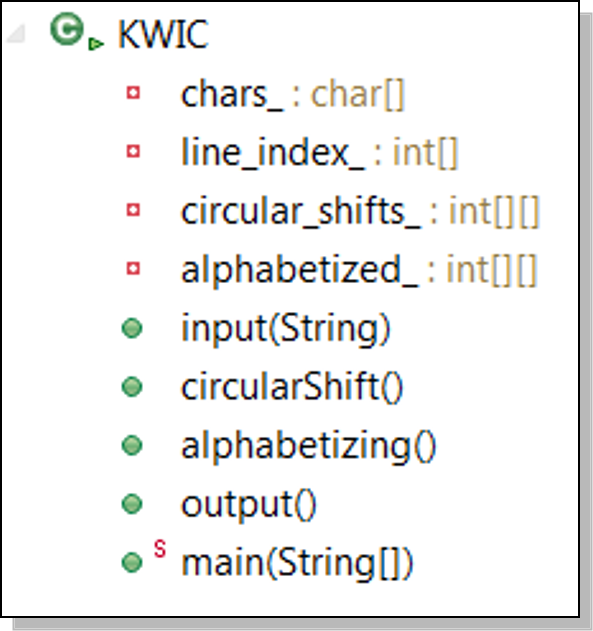 C KWIC
chars_ : char[]
line_index_ : int[]
circular_shifts_ : int[][]
alphabetized_ : int[][]
input(String)
circularShift()
alphabetizing()
output()
S main(String[])